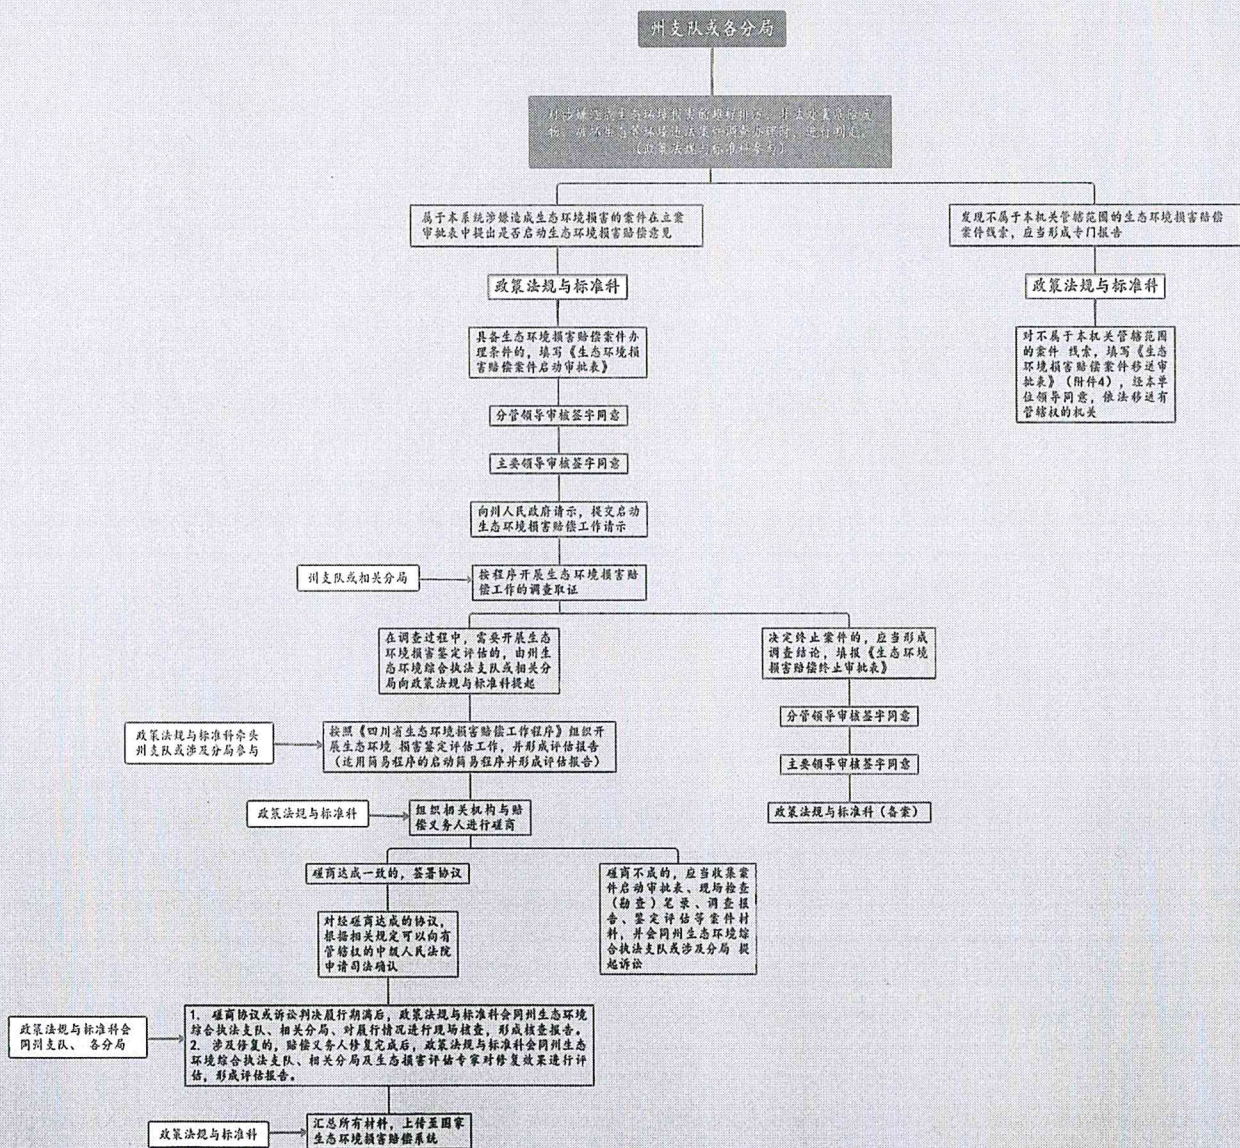 州支队或各分局
(政策法规与标准科参与)
属于本系统涉嫌造成生态环境损害的案件在立案
审批表中提出是否启动生态环境损害赔偿意见
发现不属于本机关管辖范围的生态环境损害赔偿
案件线索，应当形成专门报告
政策法规与标准科
政策法规与标准科
具备生态环境损害赔偿案件办
理条件的，填写《生态环境损
害赔偿案件启动审批表》
对不属于本机关管辖范围
的案件 线索，填写《生态
环境损害赔偿案件移送审
批表》（附件4），经本单
位领导同意，依法移送有
管辖权的机关
分管领导审核签字同意
主要领导审核签字同意
向州人民政府请示，提交启动
生态环境损害赔偿工作请示
州支队或相关分局
按程序开展生态环境损害赔
偿工作的调查取证
在调查过程中，需要开展生态
环境损害鉴定评估的，由州生
态环境综合执法支队或相关分
局向政策法规与标准科提起
决定终止案件的，应当形成
调查结论，填报《生态环境
损害赔偿终止审批表》
分管领导审核签字同意
政策法规与标准科牵头
州支队或涉及分局参与
按照《四川省生态环境损害赔偿工作程序》组织开
展生态环境 损害鉴定评估工作，并形成评估报告
（适用简易程序的启动简易程序并形成评估报告）
主要领导审核签字同意
政策法规与标准科
组织相关机构与赔
偿义务人进行磋商
政策法规与标准科（备案）
磋商达成一致的，签署协议
磋商不成的，应当收集案
件启动审批表、现场检查
（勘查）笔录、调查报
告、鉴定评估等案件材
料，并会同州生态环境综
合执法支队或涉及分局 提
起诉讼
对经磋商达成的协议，
根据相关规定可以向有
管辖权的中级人民法院
申请司法确认
政策法规与标准科会
同州支队、 各分局
1、 磋商协议或诉讼判决履行期满后，政策法规与标准科会同州生态环境
综合执法支队、相关分局、对履行情况进行现场核查，形成核查报告。
2、 涉及修复的，赔偿义务人修复完成后，政策法规与标准科会同州生态
环境综合执法支队、相关分局及生态损害评估专家对修复效果进行评
估，形成评估报告。
政策法规与标准科
汇总所有材料，上传至国家
生态环境损害赔偿系统